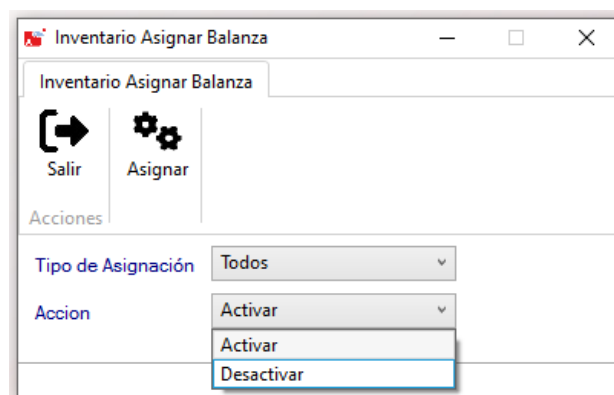 Inventario Asignar Balanza
Inventario Asignar Balanza
Salir
Asignar
Acciones
Tipo de Asignación
Todos
Accion
Activar
Activar
Desactivar